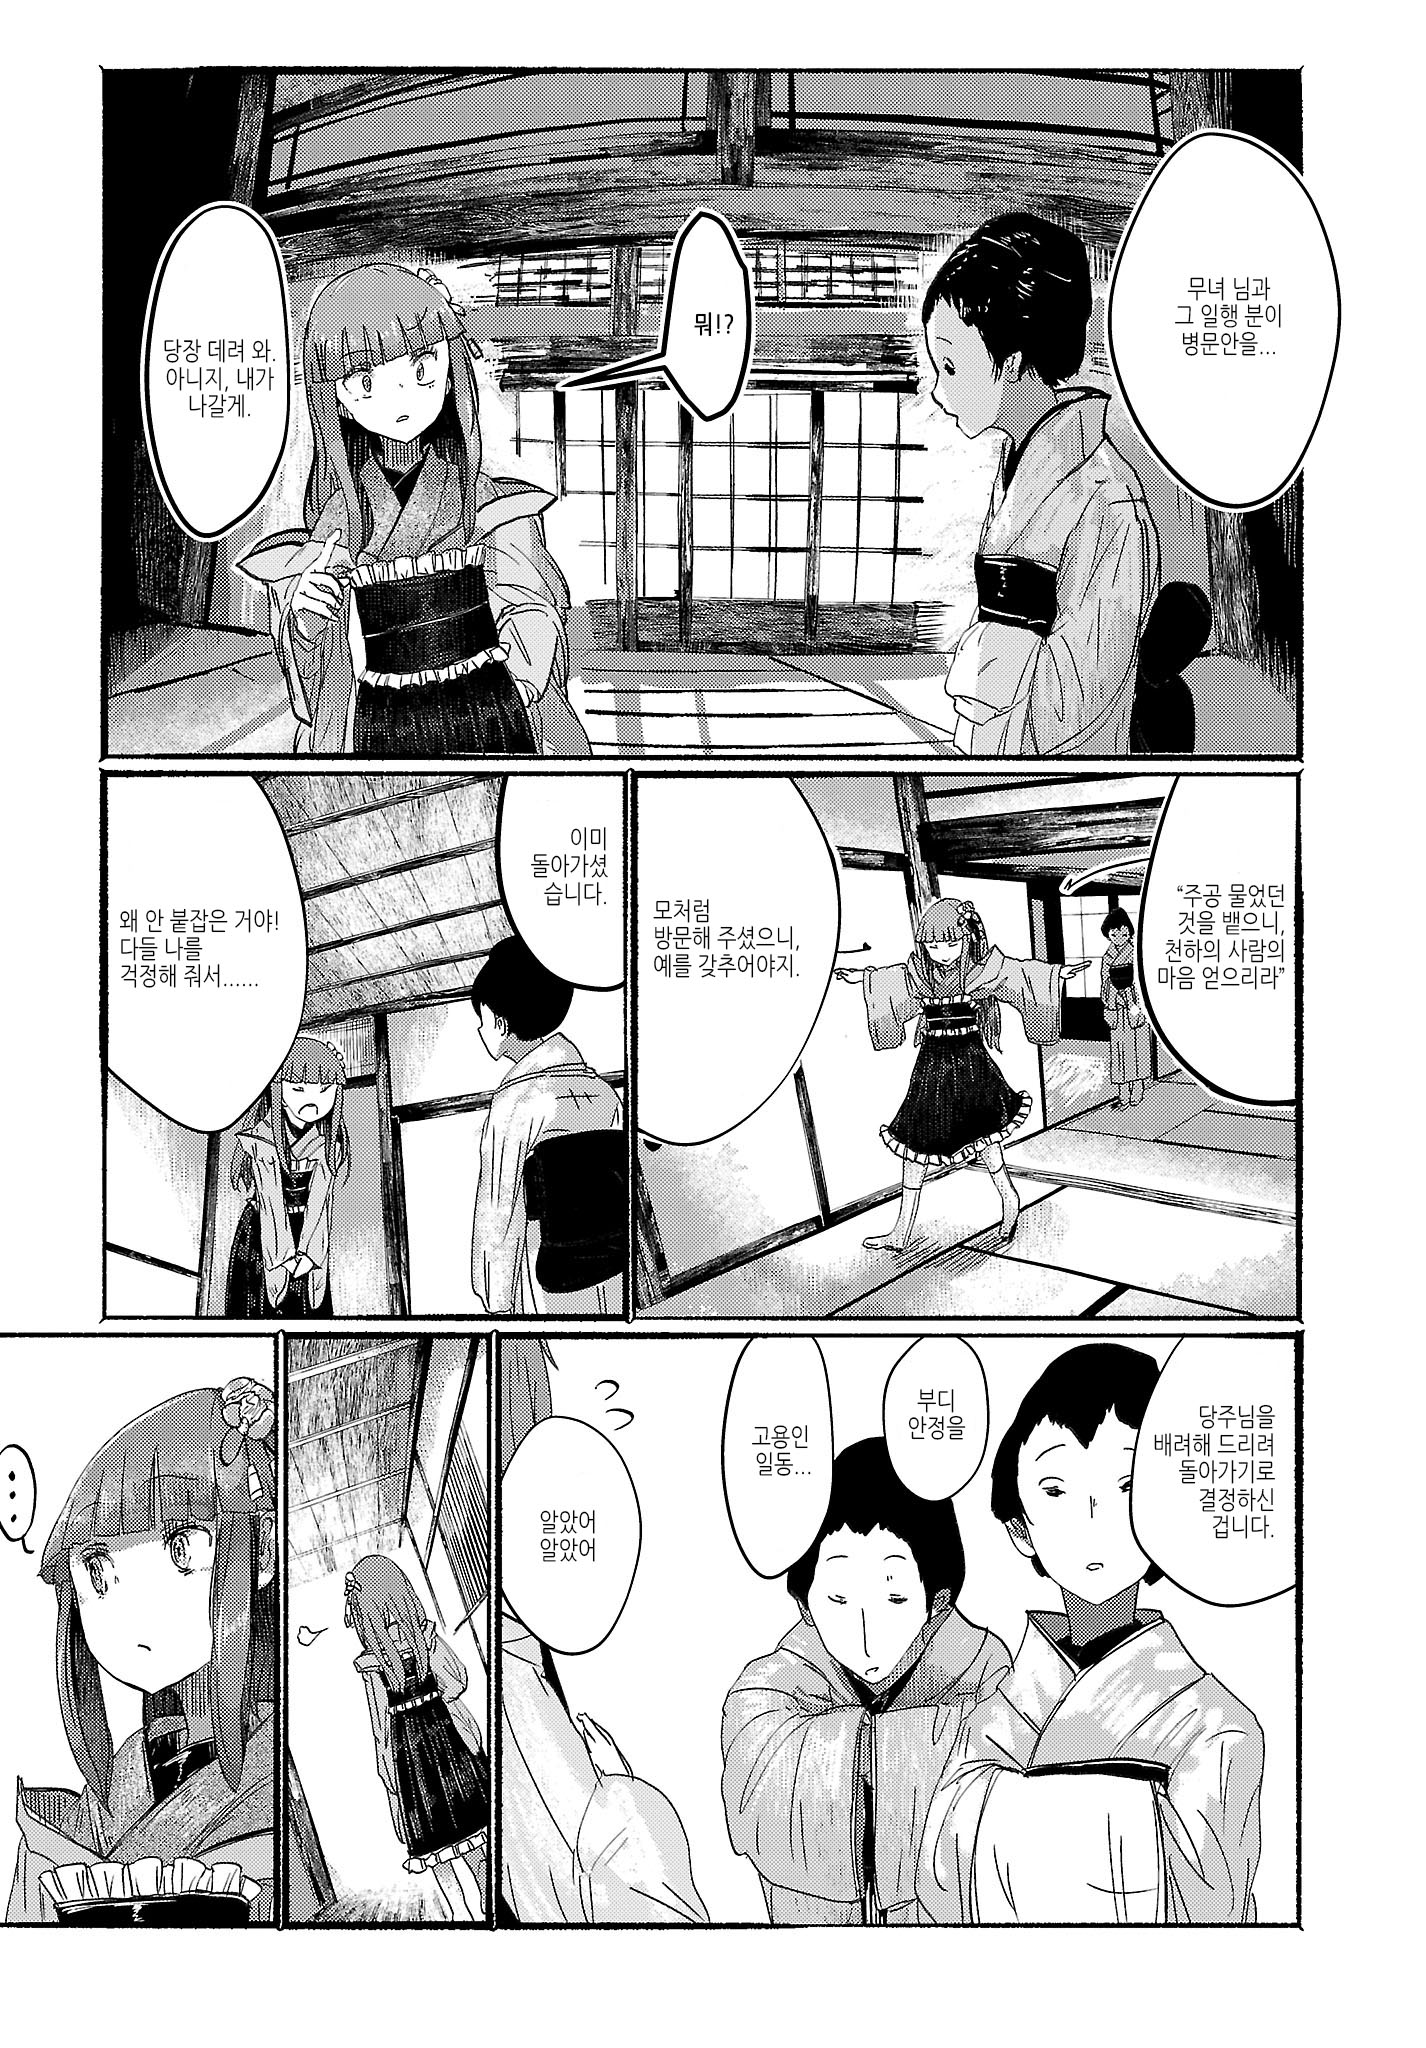 무녀 님과
그 일행 분이
병문안을...
뭐!?
당장 데려 와.
아니지, 내가
나갈게.
“주공 물었던
것을 뱉으니,
천하의 사람의
마음 얻으리라”
모처럼
방문해 주셨으니,
예를 갖추어야지.
이미
돌아가셨
습니다.
왜 안 붙잡은 거야!
다들 나를
걱정해 줘서......
당주님을
배려해 드리려
돌아가기로
결정하신
겁니다.
부디
안정을
고용인
일동...
알았어
알았어
...